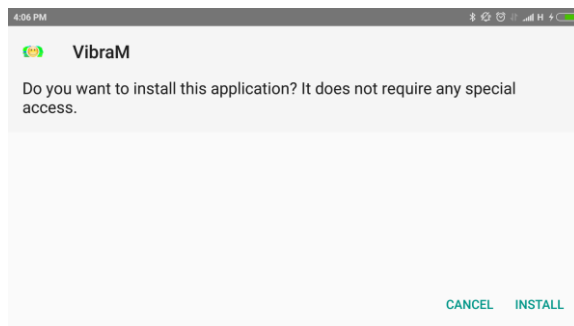 4:06 PM
H
VibraM
Do you want to install this application? It does not require any special
access.
CANCEL INSTALL